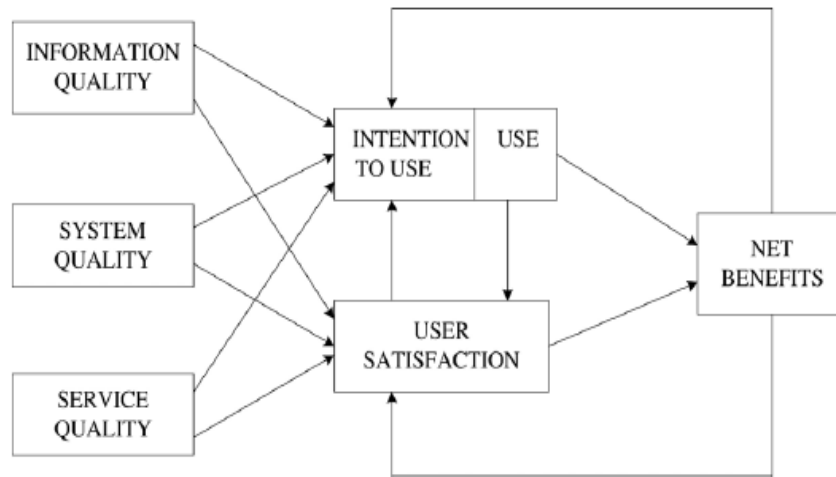 INFORMATION
QUALITY
SYSTEM
QUALITY
SERVICE
QUALITY
INTENTION
TO USE
USE
USER
SATISFACTION
NET
BENEFITS